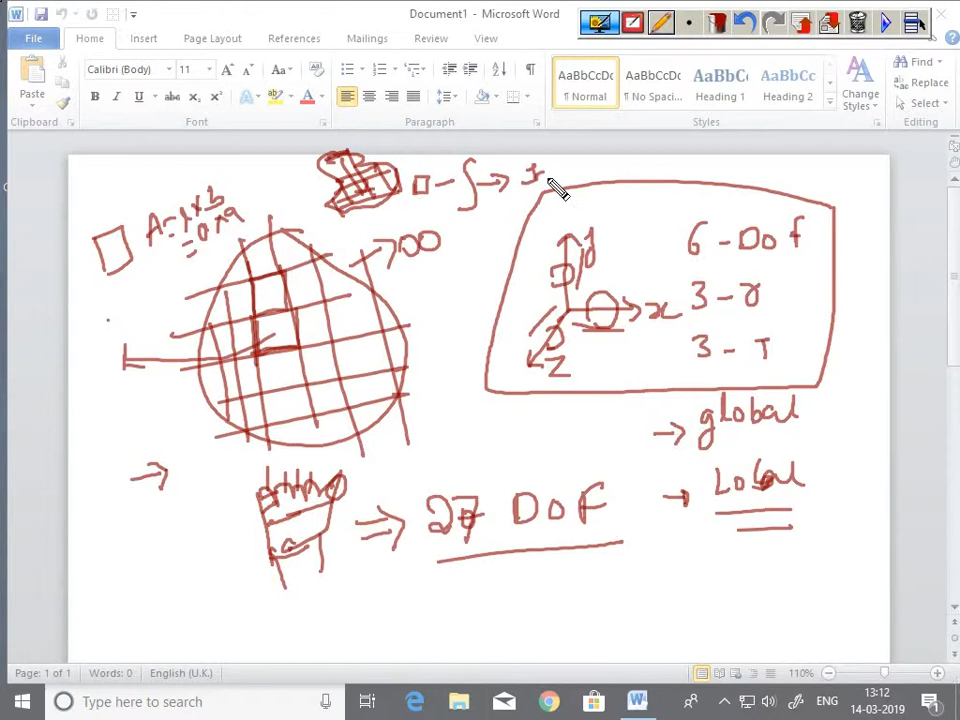 Document1 - Microsoft Word
File Home Insert Page Layout References Mailings Review View
Calibri (Body) 11
Paste
Clipboard Font Paragraph Styles Editing
AaBbCcDc AaBbCcDc AaBbC AaBbCc
¶ Normal ¶ No Spaci... Heading 1 Heading 2
Change Styles
Find
Replace
Select
A = l × b
= a × a
∞
y
x
Z
6 - Dof
3 - r
3 - T
→ global
→ Local
⇒ 27 DoF
Page: 1 of 1 Words: 0 English (U.K.) 110%
Type here to search
ENG
13:12
14-03-2019
1